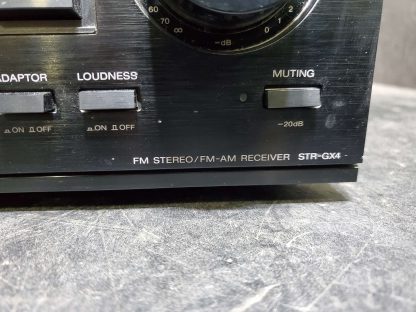 60
70
∞
-dB
0
1
2
ADAPTOR
LOUDNESS
MUTING
ON OFF
ON OFF
-20dB
FM STEREO/FM-AM RECEIVER STR-GX4